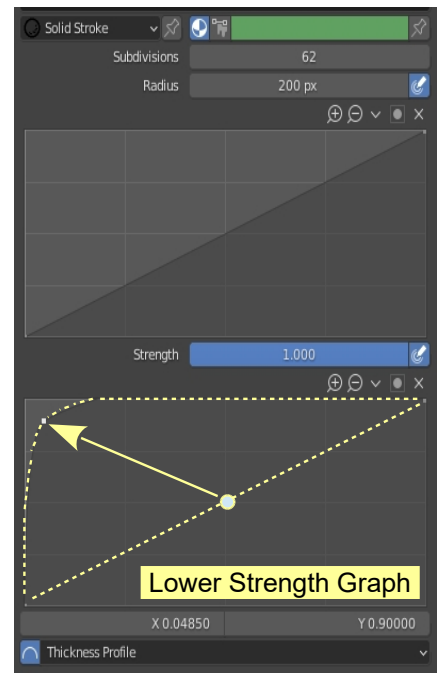 Solid Stroke
Subdivisions 62
Radius 200 px
Strength 1.000
Lower Strength Graph
X 0.04850 Y 0.90000
Thickness Profile